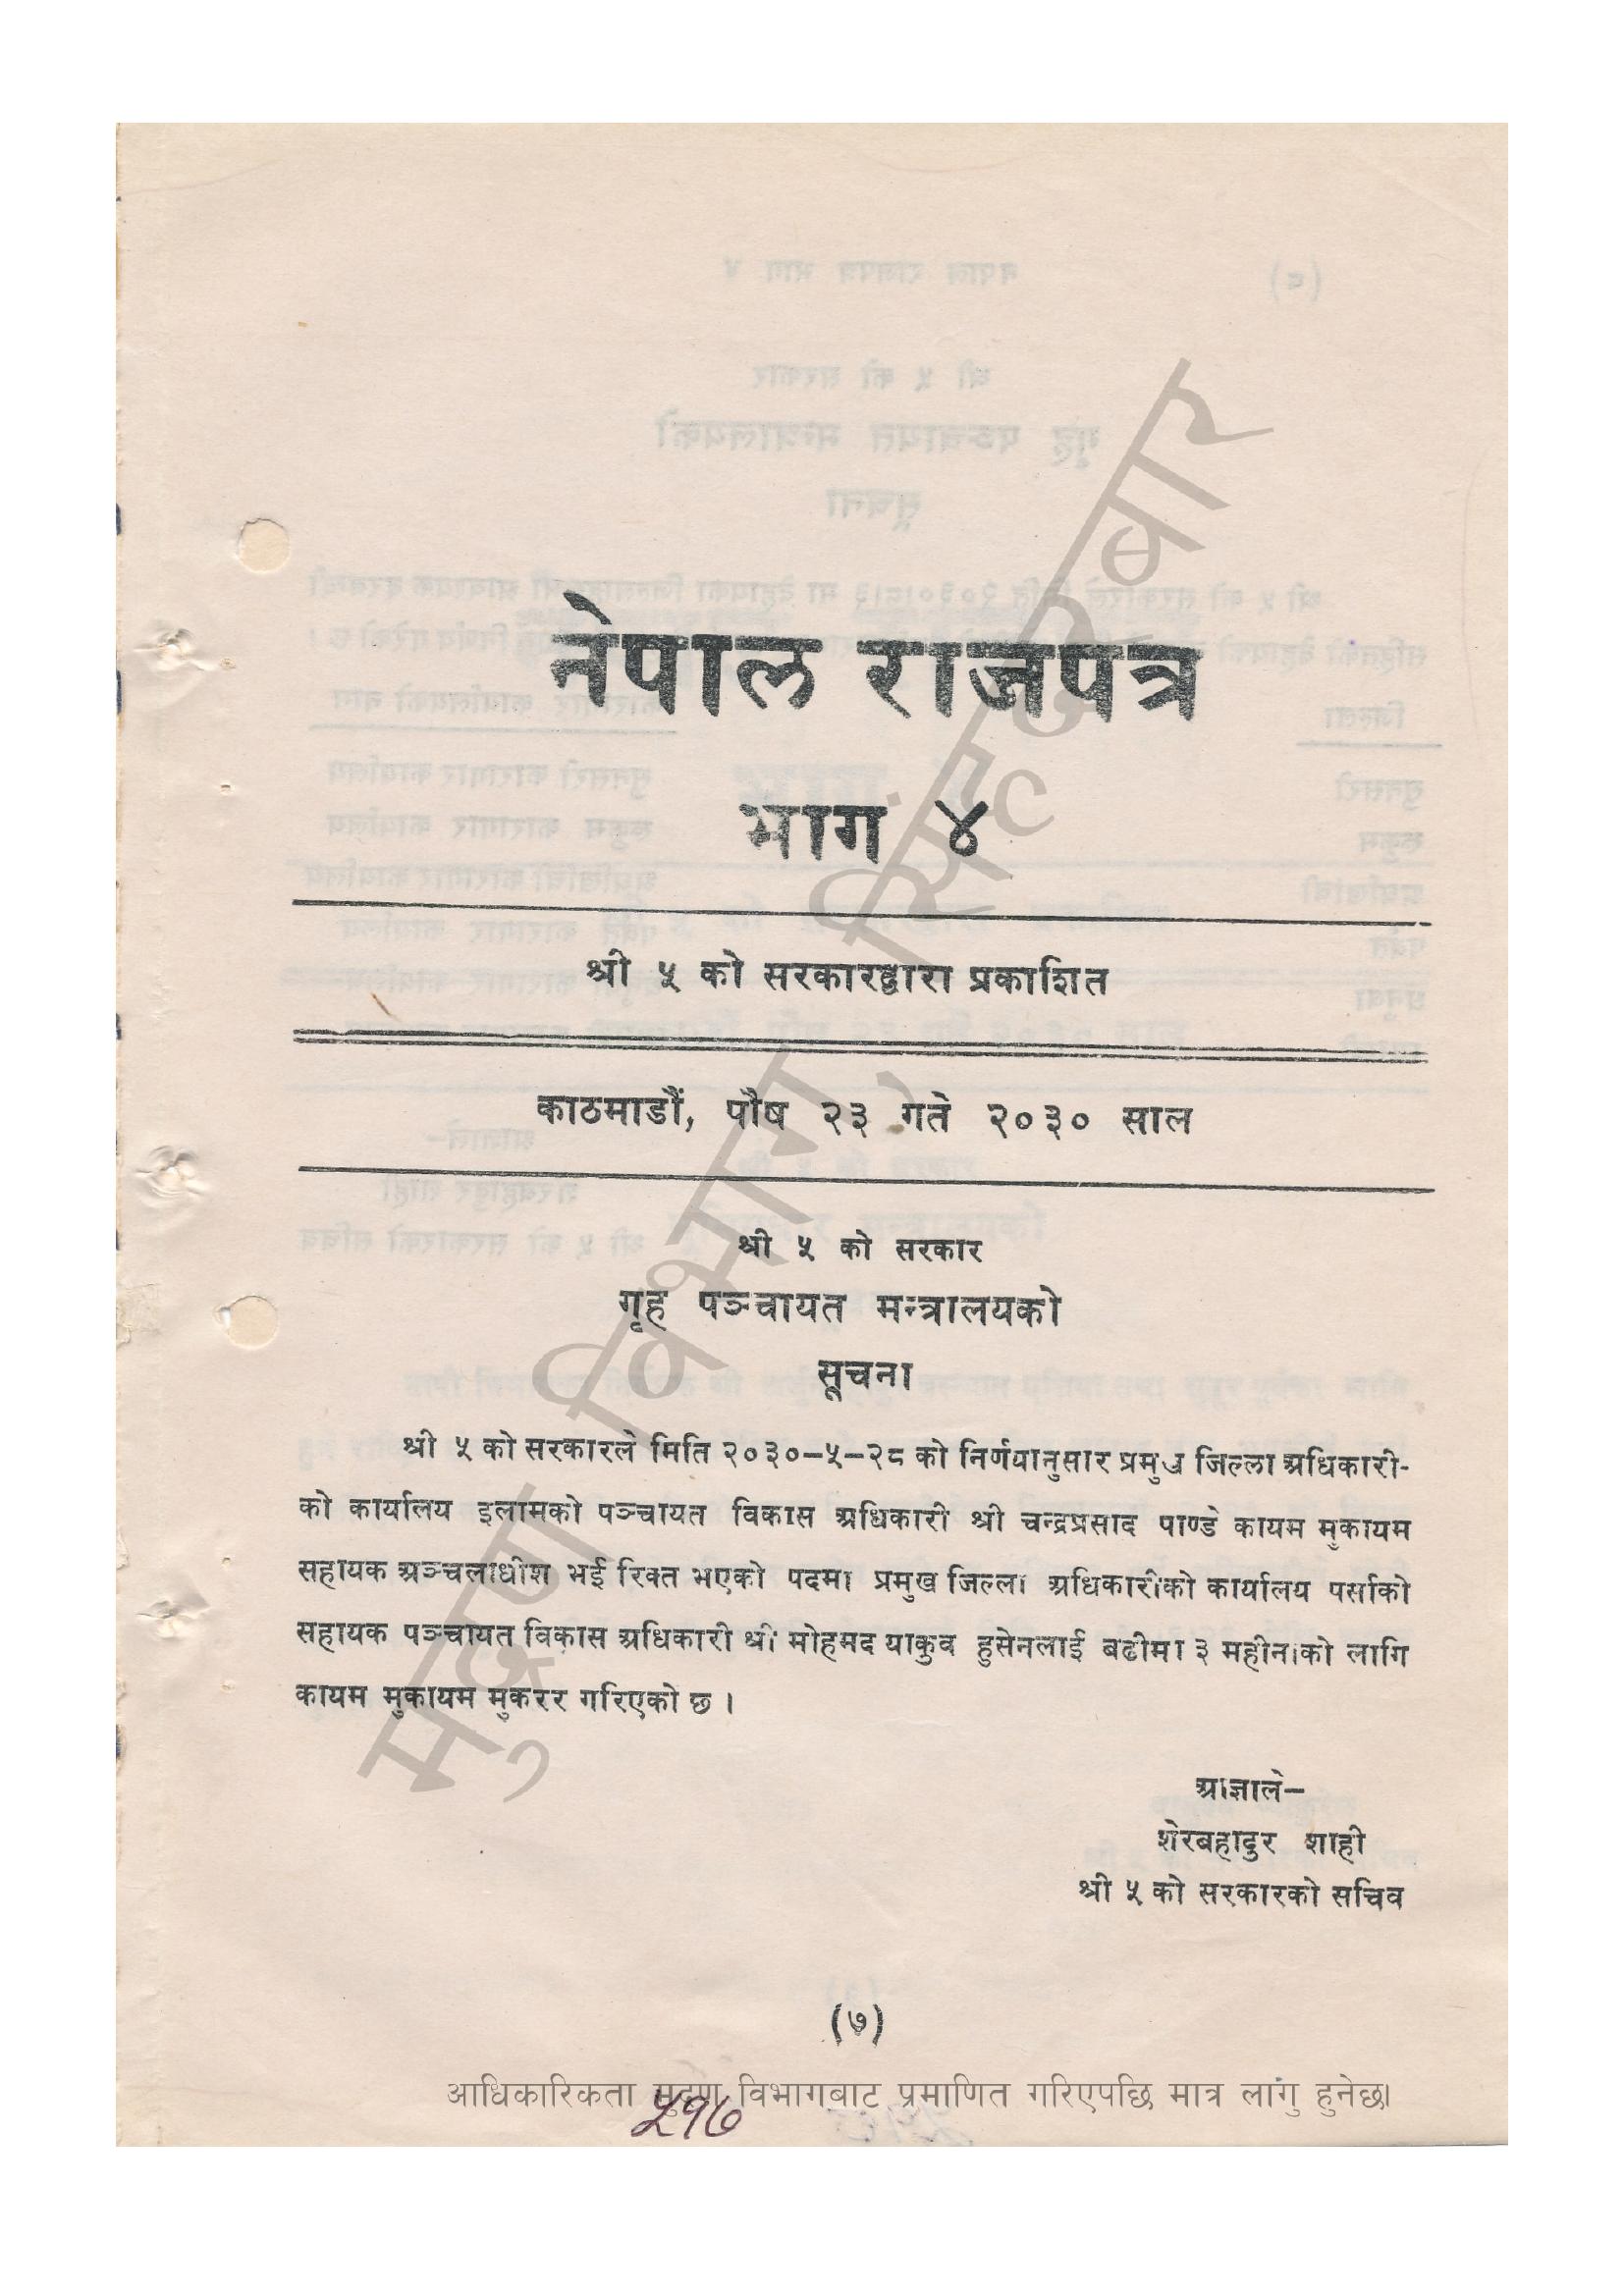 नेपाल राजपत्र
भाग ४
श्री ५ को सरकारद्वारा प्रकाशित
काठमाडौं, पौष २३ गते २०३० साल
श्री ५ को सरकार
गृह पञ्चायत मन्त्रालयको
सूचना
श्री ५ को सरकारले मिति २०३०-५-२८ को निर्णयानुसार प्रमुख जिल्ला अधिकारी-
को कार्यालय इलामको पञ्चायत विकास अधिकारी श्री चन्द्रप्रसाद पाण्डे कायम मुकायम
सहायक अञ्चलाधीश भई रिक्त भएको पदमा प्रमुख जिल्ला अधिकारीको कार्यालय पर्साको
सहायक पञ्चायत विकास अधिकारी श्री मोहमद याकुव हुसेनलाई बढीमा ३ महीनाको लागि
कायम मुकायम मुकरर गरिएको छ ।
आज्ञाले-
शेरबहादुर शाही
श्री ५ को सरकारको सचिव
(७)
आधिकारिकता मुद्रण विभागबाट प्रमाणित गरिएपछि मात्र लागु हुनेछ।
५१७
मुद्रण विभाग, सिंहदरवार